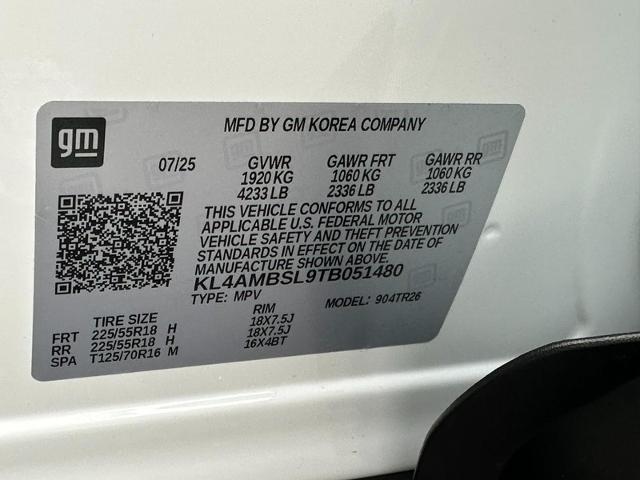 gm
MFD BY GM KOREA COMPANY
07/25 GVWR GAWR FRT GAWR RR
1920 KG 1060 KG 1060 KG
4233 LB 2336 LB 2336 LB
THIS VEHICLE CONFORMS TO ALL
APPLICABLE U.S. FEDERAL MOTOR
VEHICLE SAFETY AND THEFT
PREVENTION STANDARDS IN EFFECT
ON THE DATE OF MANUFACTURE
SHOWN ABOVE.
KL4AMBSL9TB051480
TYPE: MPV MODEL: 904TR26
TIRE SIZE RIM
FRT 225/55R18 H 18X7.5J
RR 225/55R18 H 18X7.5J
SPA T125/70R16 M 16X4BT